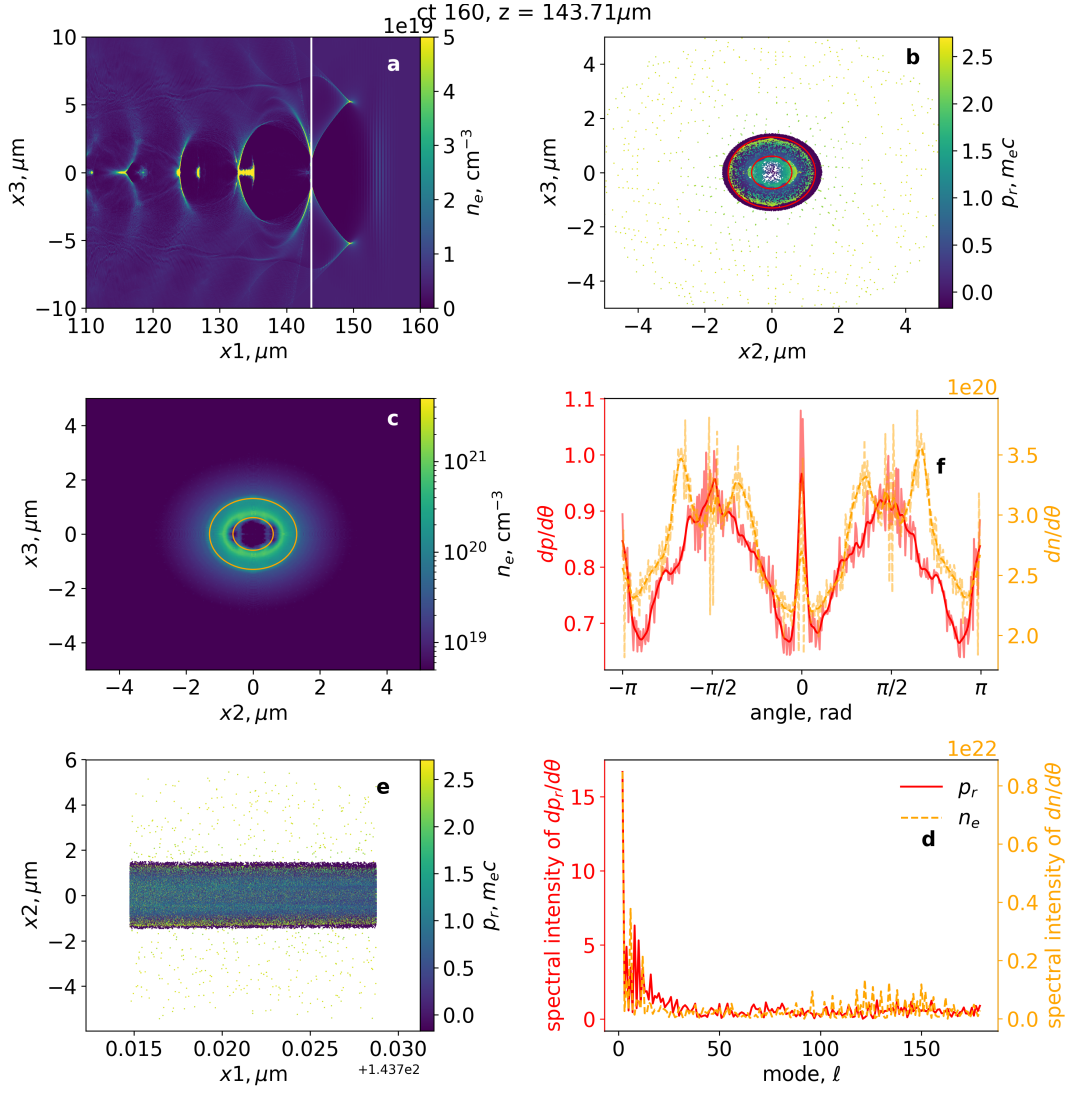 ct 160, z = 143.71μm
1e19
a
10
5
0
−5
−10
110 120 130 140 150 160
x1, μm
x3, μm
5
4
3
2
1
0
n_e, cm^−3
b
4
2
0
−2
−4
−4 −2 0 2 4
x2, μm
x3, μm
2.5
2.0
1.5
1.0
0.5
0.0
p_r, m_e c
c
4
2
0
−2
−4
−4 −2 0 2 4
x2, μm
x3, μm
10^21
10^20
10^19
n_e, cm^−3
1e20
f
1.1
1.0
0.9
0.8
0.7
dp/dθ
3.5
3.0
2.5
2.0
dn/dθ
−π −π/2 0 π/2 π
angle, rad
e
6
4
2
0
−2
−4
0.015 0.020 0.025 0.030
+1.437e2
x1, μm
x2, μm
2.5
2.0
1.5
1.0
0.5
0.0
p_r, m_e c
1e22
p_r
n_e
d
15
10
5
0
spectral intensity of dp_r/dθ
0.8
0.6
0.4
0.2
0.0
spectral intensity of dn/dθ
0 50 100 150
mode, ℓ